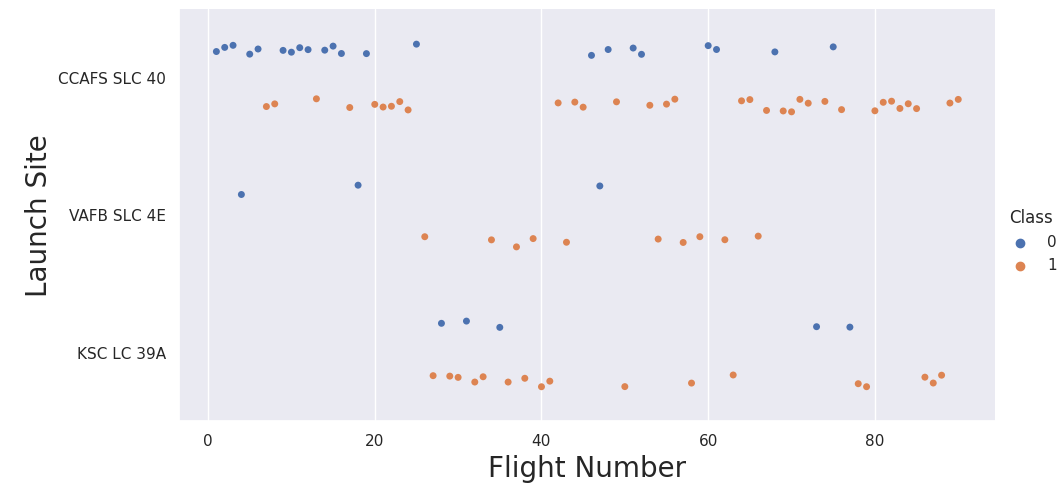 Launch Site
CCAFS SLC 40
VAFB SLC 4E
KSC LC 39A
0 20 40 60 80
Flight Number
Class
0
1